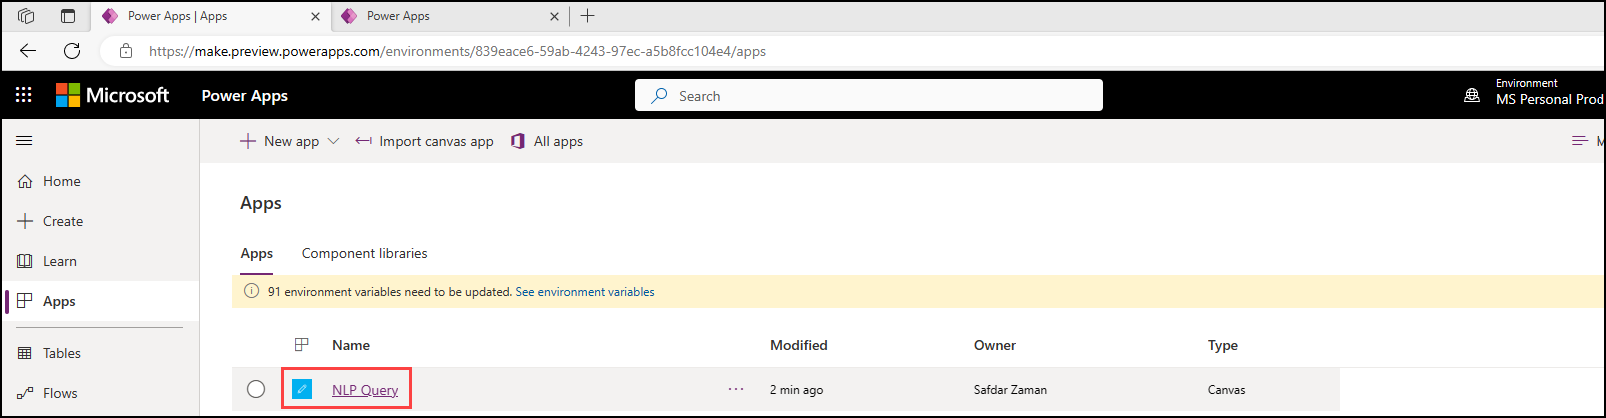 Power Apps | Apps
Power Apps
https://make.preview.powerapps.com/environments/839eace6-59ab-4243-97ec-a5b8fcc104e4/apps
Microsoft Power Apps Search Environment
MS Personal Prod
New app Import canvas app All apps M
Home
Create
Learn
Apps
Tables
Flows
Apps
Apps Component libraries
91 environment variables need to be updated. See environment variables
Name Modified Owner Type
NLP Query ... 2 min ago Safdar Zaman Canvas